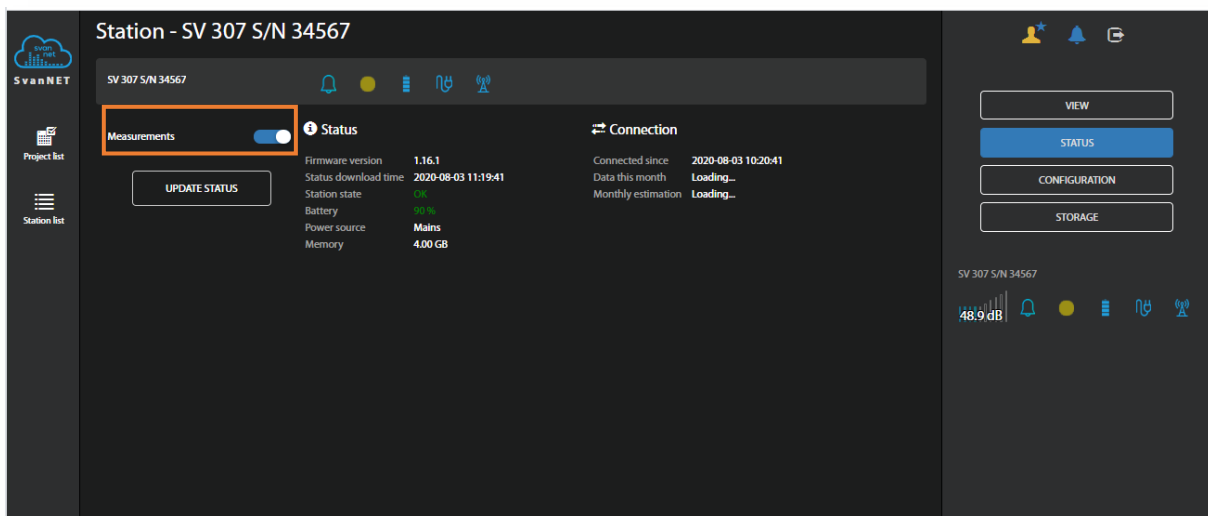 svan
net
SvanNET
Project list
Station list
Station - SV 307 S/N 34567
SV 307 S/N 34567
Measurements
UPDATE STATUS
Status
Firmware version 1.16.1
Status download time 2020-08-03 11:19:41
Station state OK
Battery 90 %
Power source Mains
Memory 4.00 GB
Connection
Connected since 2020-08-03 10:20:41
Data this month Loading...
Monthly estimation Loading...
VIEW
STATUS
CONFIGURATION
STORAGE
SV 307 S/N 34567
48.9 dB